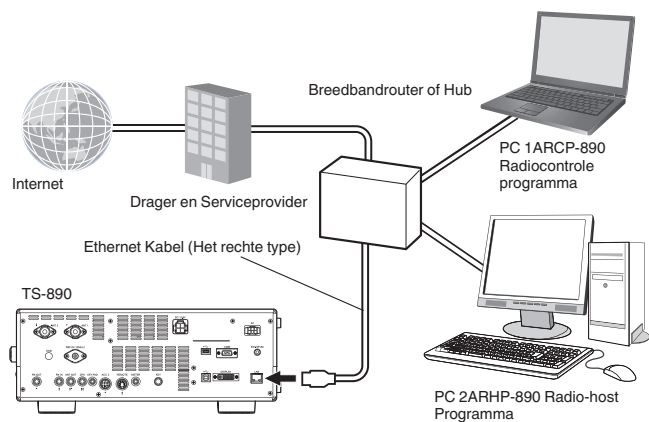 Breedbandrouter of Hub
Internet
Drager en Serviceprovider
PC 1ARCP-890
Radiocontrole
programma
Ethernet Kabel (Het rechte type)
TS-890
PC 2ARHP-890 Radio-host
Programma